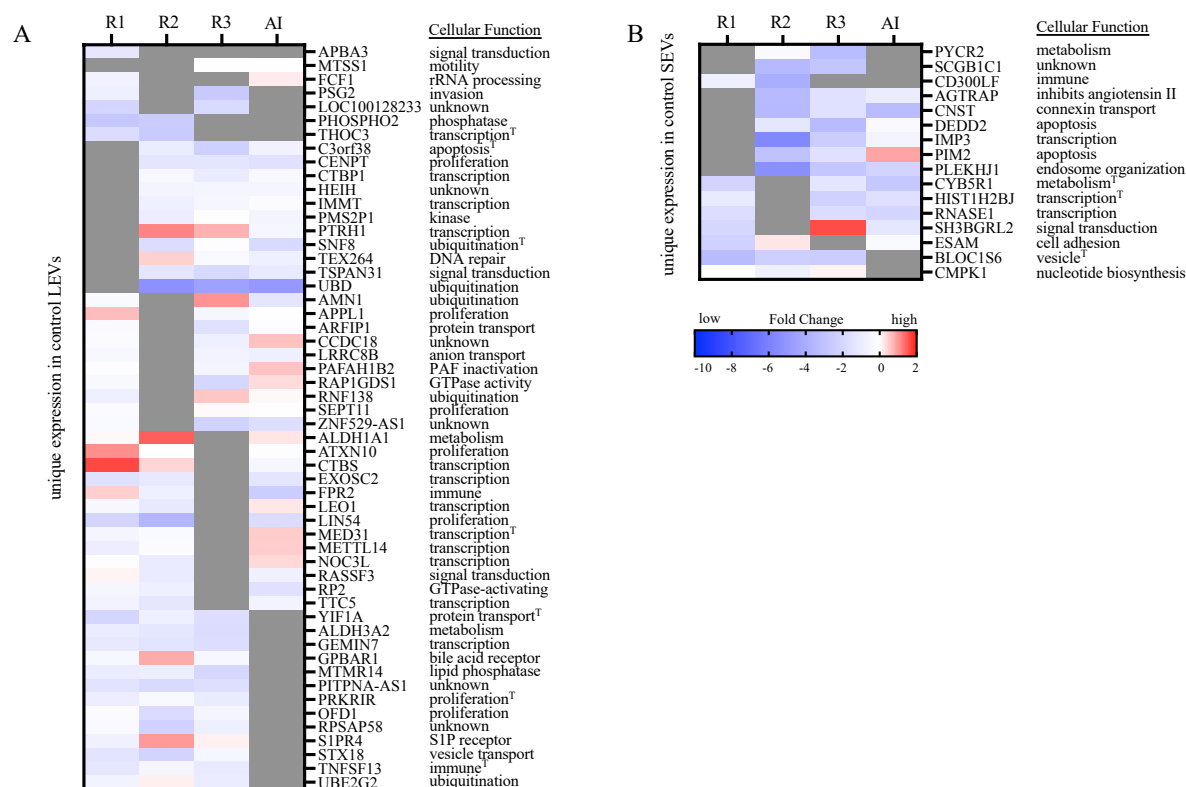 A
R1 R2 R3 AI
Cellular Function
unique expression in control LEVs
APBA3 signal transduction
MTSS1 motility
FCF1 rRNA processing
PSG2 invasion
LOC100128233 unknown
PHOSPHO2 phosphatase
THOC3 transcriptionT
C3orf38 apoptosisT
CENPT proliferation
CTBP1 transcription
HEIH unknown
IMMT transcription
PMS2P1 kinase
PTRH1 transcription
SNF8 ubiquitinationT
TEX264 DNA repair
TSPAN31 signal transduction
UBD ubiquitination
AMN1 ubiquitination
APPL1 proliferation
ARFIP1 protein transport
CCDC18 unknown
LRRC8B anion transport
PAFAH1B2 PAF inactivation
RAP1GDS1 GTPase activity
RNF138 ubiquitination
SEPT11 proliferation
ZNF529-AS1 unknown
ALDH1A1 metabolism
ATXN10 proliferation
CTBS transcription
EXOSC2 transcription
FPR2 immune
LEO1 transcription
LIN54 proliferation
MED31 transcriptionT
METTL14 transcription
NOC3L transcription
RASSF3 signal transduction
RP2 GTPase-activating
TTC5 transcription
YIF1A protein transportT
ALDH3A2 metabolism
GEMIN7 transcription
GPBAR1 bile acid receptor
MTMR14 lipid phosphatase
PITPNA-AS1 unknown
PRKRIR proliferationT
OFD1 proliferation
RPSAP58 unknown
S1PR4 S1P receptor
STX18 vesicle transport
TNFSF13 immuneT
UBE2G2 ubiquitination
B
R1 R2 R3 AI
Cellular Function
unique expression in control SEVs
PYCR2 metabolism
SCGB1C1 unknown
CD300LF immune
AGTRAP inhibits angiotensin II
CNST connexin transport
DEDD2 apoptosis
IMP3 transcription
PIM2 apoptosis
PLEKHJ1 endosome organization
CYB5R1 metabolismT
HIST1H2BJ transcriptionT
RNASE1 transcription
SH3BGRL2 signal transduction
ESAM cell adhesion
BLOC1S6 vesicleT
CMPK1 nucleotide biosynthesis
low Fold Change high
-10 -8 -6 -4 -2 0 2